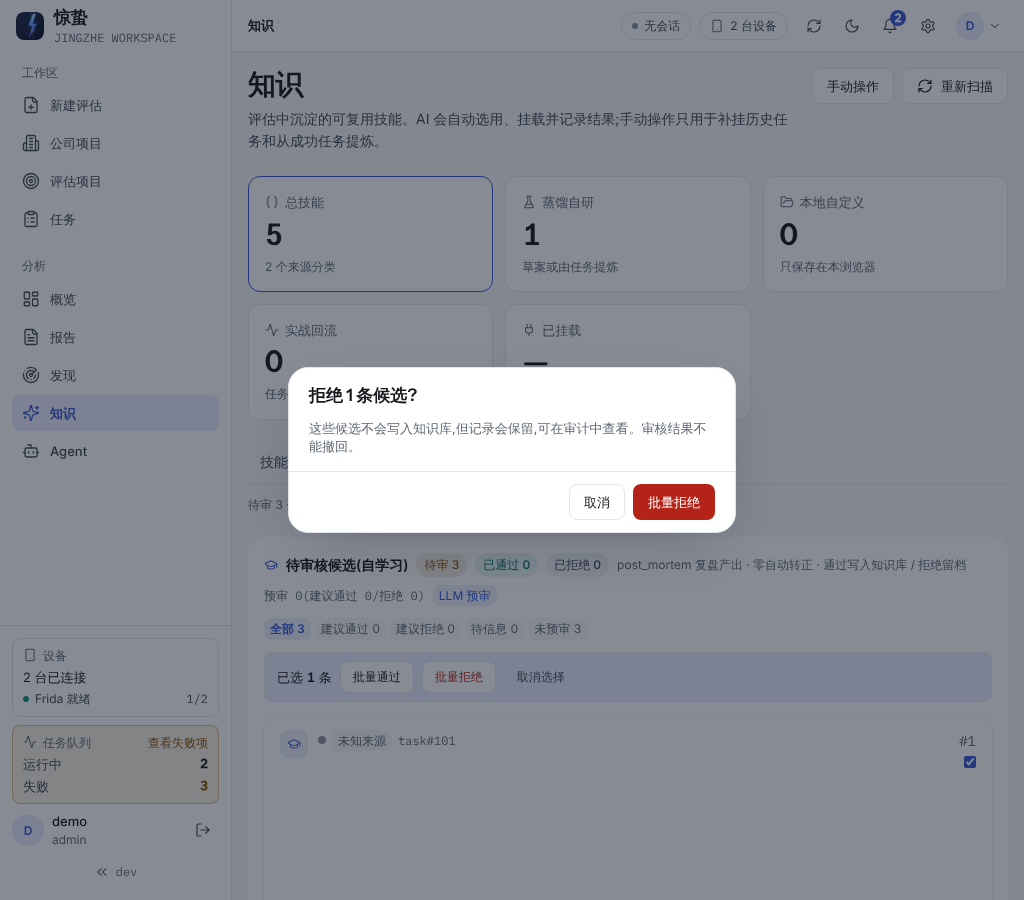 惊蛰
JINGZHE WORKSPACE
工作区
新建评估
公司项目
评估项目
任务
分析
概览
报告
发现
知识
Agent
设备
2 台已连接
Frida 就绪 1/2
任务队列 查看失败项
运行中 2
失败 3
D demo
admin
dev
知识
无会话
2 台设备
2
D
知识
评估中沉淀的可复用技能。AI 会自动选用、挂载并记录结果;手动操作只用于补挂历史任
务和从成功任务提炼。
手动操作
重新扫描
总技能
5
2 个来源分类
蒸馏自研
1
草案或由任务提炼
本地自定义
0
只保存在本浏览器
实战回流
0
任务
已挂载
—
技能
待审 3
拒绝 1 条候选?
这些候选不会写入知识库,但记录会保留,可在审计中查看。审核结果不
能撤回。
取消
批量拒绝
待审核候选(自学习) 待审 3 已通过 0 已拒绝 0 post_mortem 复盘产出 · 零自动转正 · 通过写入知识库 / 拒绝留档
预审 0(建议通过 0/拒绝 0) LLM 预审
全部 3 建议通过 0 建议拒绝 0 待信息 0 未预审 3
已选 1 条 批量通过 批量拒绝 取消选择
未知来源 task#101 #1